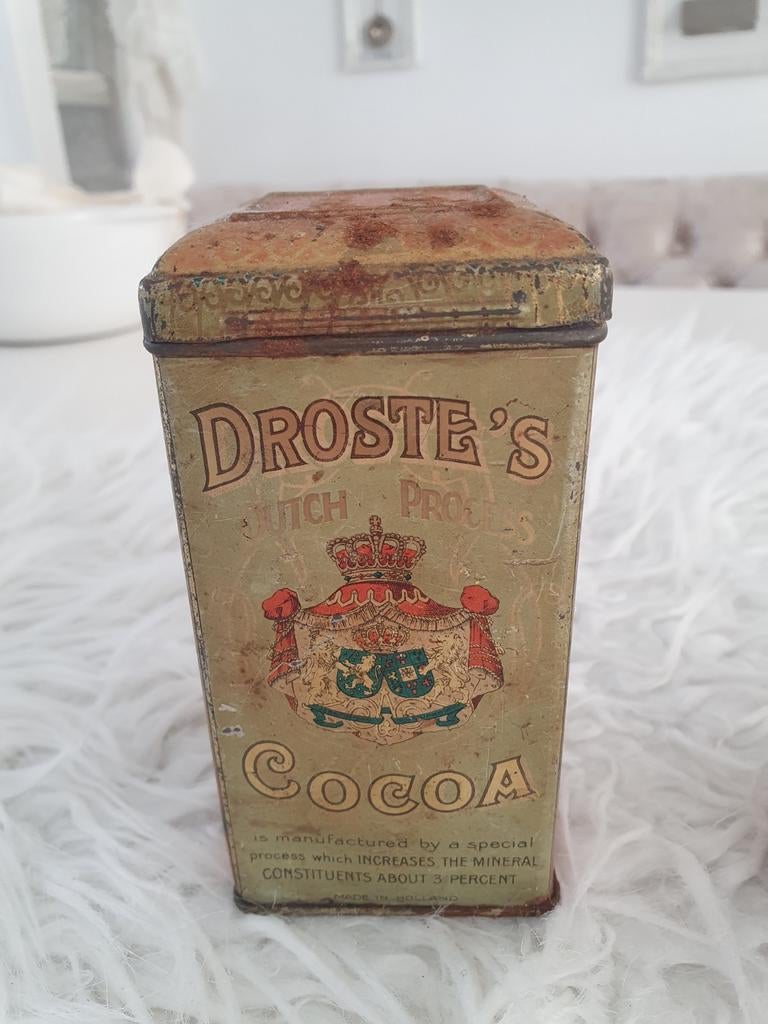 DROSTE'S
DUTCH PROCESS
COCOA
is manufactured by a special
process which INCREASES THE MINERAL
CONSTITUENTS ABOUT 3 PERCENT
MADE IN HOLLAND